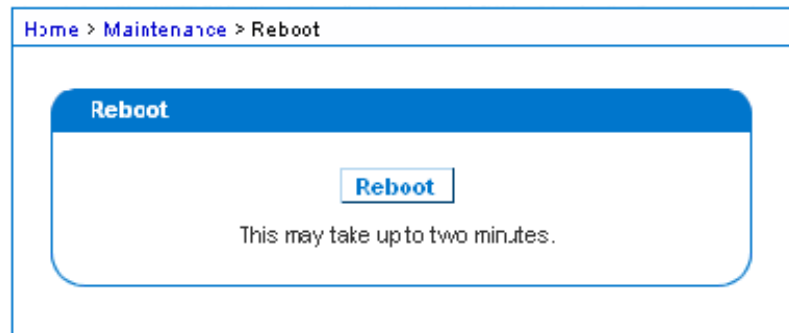 Home > Maintenance > Reboot
Reboot
Reboot
This may take up to two minutes.